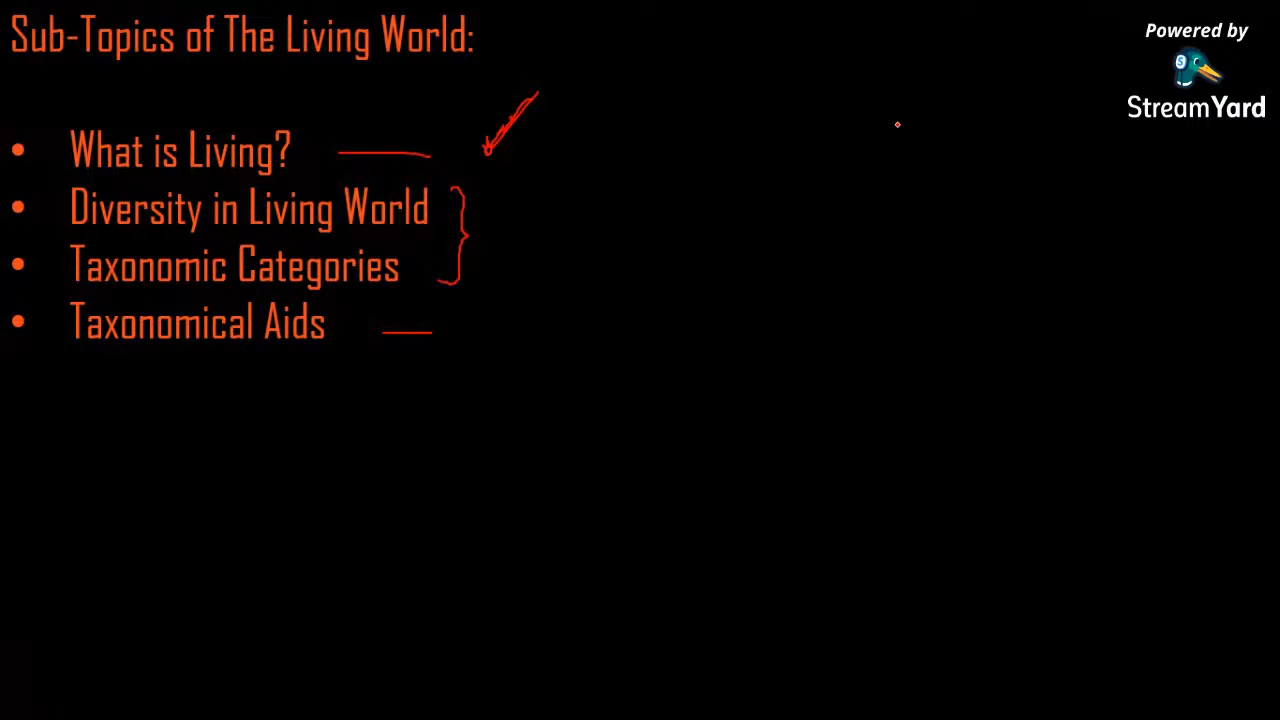 Sub-Topics of The Living World:
Powered by
StreamYard
• What is Living?
• Diversity in Living World
• Taxonomic Categories
• Taxonomical Aids